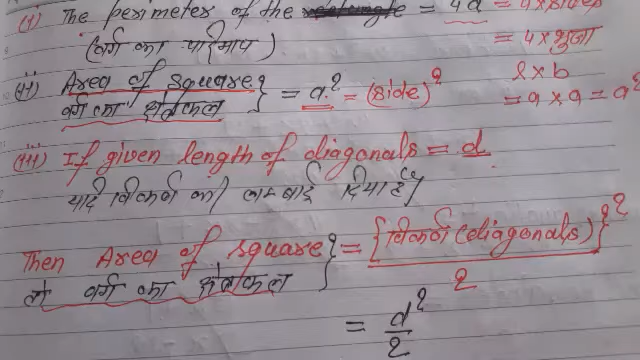 (i) The perimeter of the = 4a = 4×sides
(वर्ग का परिमाप) = 4×भुजा
(ii) Area of square } = a² = (side)² l×b
वर्ग का क्षेत्रफल = a×a = a²
(iii) If given length of diagonals = d
यदि विकर्ण की लम्बाई दिया है।
Then Area of square } = {विकर्ण (diagonals)}²
तो वर्ग का क्षेत्रफल 2
= d²
2